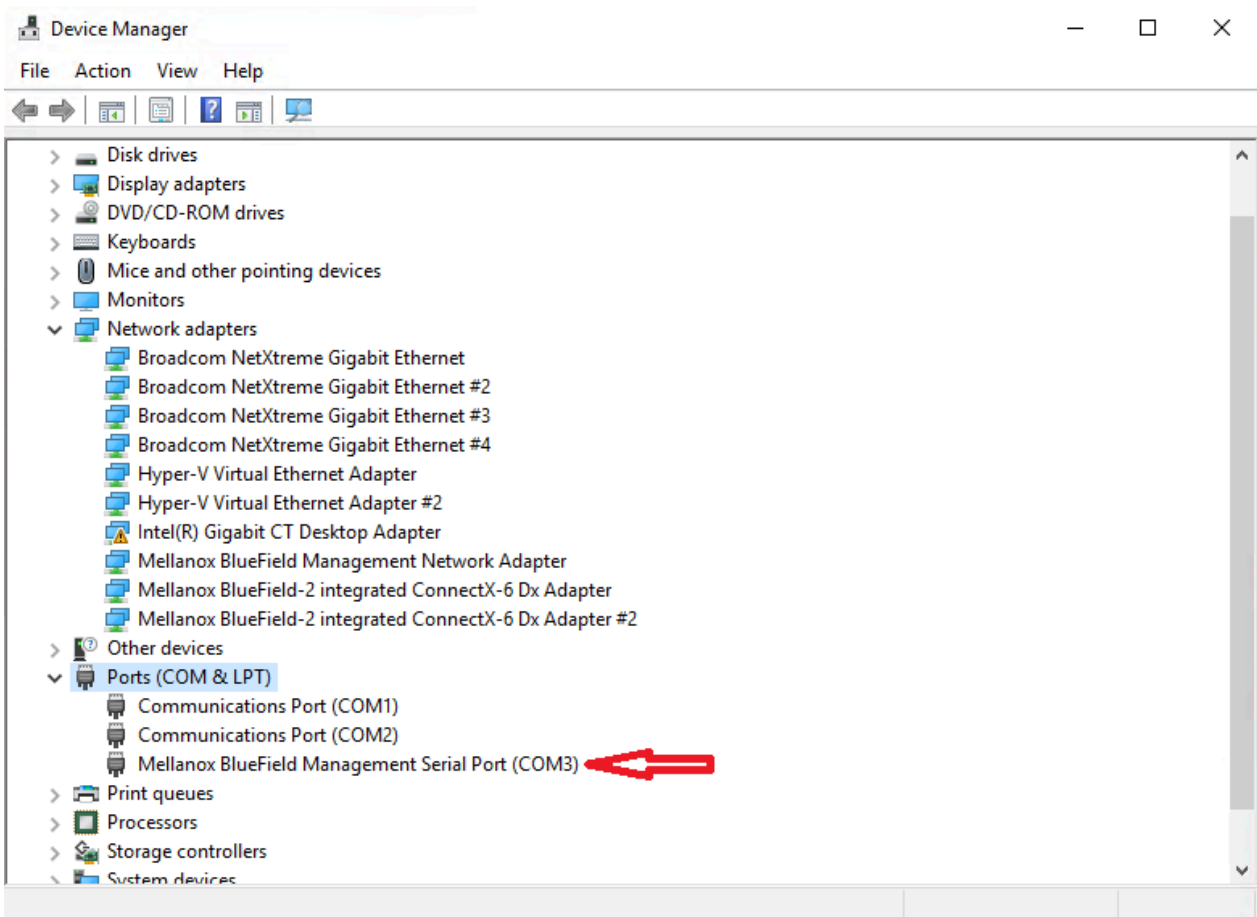 Device Manager
File Action View Help
Disk drives
Display adapters
DVD/CD-ROM drives
Keyboards
Mice and other pointing devices
Monitors
Network adapters
Broadcom NetXtreme Gigabit Ethernet
Broadcom NetXtreme Gigabit Ethernet #2
Broadcom NetXtreme Gigabit Ethernet #3
Broadcom NetXtreme Gigabit Ethernet #4
Hyper-V Virtual Ethernet Adapter
Hyper-V Virtual Ethernet Adapter #2
Intel(R) Gigabit CT Desktop Adapter
Mellanox BlueField Management Network Adapter
Mellanox BlueField-2 integrated ConnectX-6 Dx Adapter
Mellanox BlueField-2 integrated ConnectX-6 Dx Adapter #2
Other devices
Ports (COM & LPT)
Communications Port (COM1)
Communications Port (COM2)
Mellanox BlueField Management Serial Port (COM3)
Print queues
Processors
Storage controllers
System devices